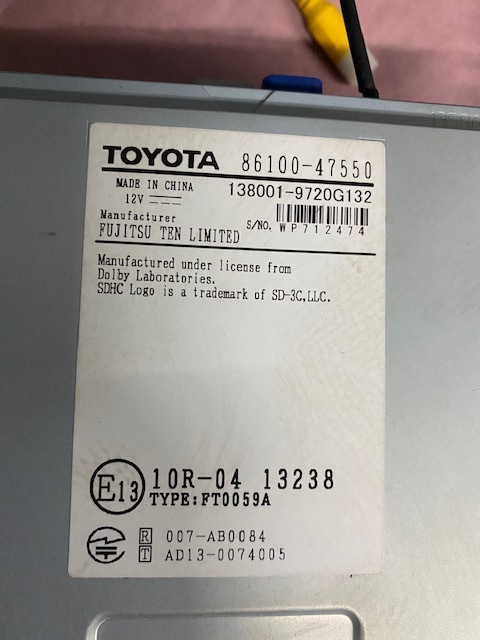 TOYOTA 86100-47550
MADE IN CHINA 138001-9720G132
12V
Manufacturer S/NO. WP712474
FUJITSU TEN LIMITED
Manufactured under license from
Dolby Laboratories.
SDHC Logo is a trademark of SD-3C,LLC.
E13 10R-04 13238
TYPE:FT0059A
R 007-AB0084
T AD13-0074005